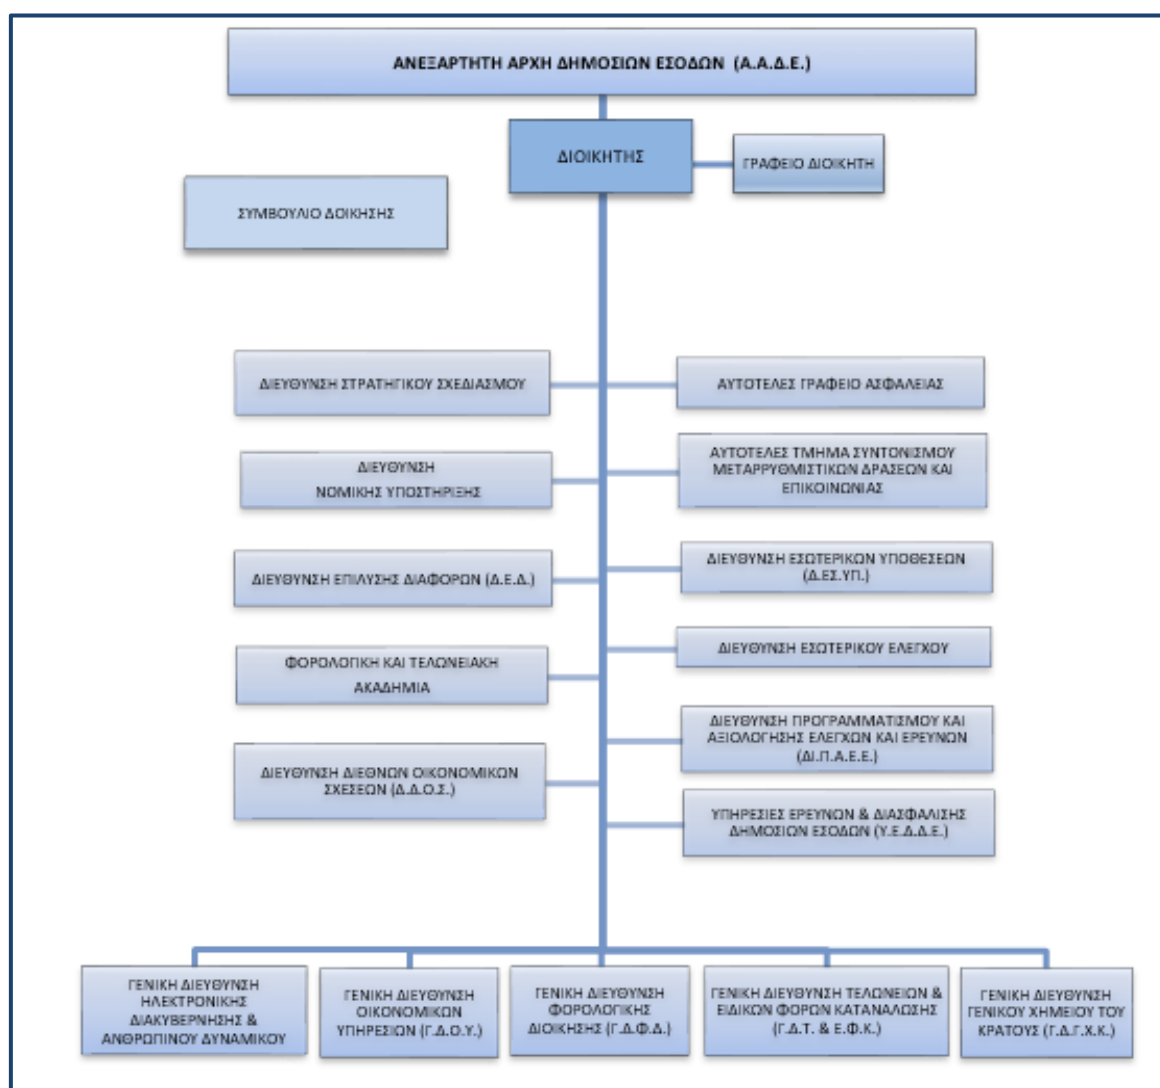 ΑΝΕΞΑΡΤΗΤΗ ΑΡΧΗ ΔΗΜΟΣΙΩΝ ΕΣΟΔΩΝ (Α.Α.Δ.Ε.)
ΔΙΟΙΚΗΤΗΣ
ΓΡΑΦΕΙΟ ΔΙΟΙΚΗΤΗ
ΣΥΜΒΟΥΛΙΟ ΔΟΙΚΗΣΗΣ
ΔΙΕΥΘΥΝΣΗ ΣΤΡΑΤΗΓΙΚΟΥ ΣΧΕΔΙΑΣΜΟΥ
ΑΥΤΟΤΕΛΕΣ ΓΡΑΦΕΙΟ ΑΣΦΑΛΕΙΑΣ
ΔΙΕΥΘΥΝΣΗ
ΝΟΜΙΚΗΣ ΥΠΟΣΤΗΡΙΞΗΣ
ΑΥΤΟΤΕΛΕΣ ΤΜΗΜΑ ΣΥΝΤΟΝΙΣΜΟΥ
ΜΕΤΑΡΡΥΘΜΙΣΤΙΚΩΝ ΔΡΑΣΕΩΝ ΚΑΙ
ΕΠΙΚΟΙΝΩΝΙΑΣ
ΔΙΕΥΘΥΝΣΗ ΕΠΙΛΥΣΗΣ ΔΙΑΦΟΡΩΝ (Δ.Ε.Δ.)
ΔΙΕΥΘΥΝΣΗ ΕΣΩΤΕΡΙΚΩΝ ΥΠΟΘΕΣΕΩΝ
(Δ.ΕΣ.ΥΠ.)
ΦΟΡΟΛΟΓΙΚΗ ΚΑΙ ΤΕΛΩΝΕΙΑΚΗ
ΑΚΑΔΗΜΙΑ
ΔΙΕΥΘΥΝΣΗ ΕΣΩΤΕΡΙΚΟΥ ΕΛΕΓΧΟΥ
ΔΙΕΥΘΥΝΣΗ ΔΙΕΘΝΩΝ ΟΙΚΟΝΟΜΙΚΩΝ
ΣΧΕΣΕΩΝ (Δ.Δ.Ο.Σ.)
ΔΙΕΥΘΥΝΣΗ ΠΡΟΓΡΑΜΜΑΤΙΣΜΟΥ ΚΑΙ
ΑΞΙΟΛΟΓΗΣΗΣ ΕΛΕΓΧΩΝ ΚΑΙ ΕΡΕΥΝΩΝ
(ΔΙ.Π.Α.Ε.Ε.)
ΥΠΗΡΕΣΙΕΣ ΕΡΕΥΝΩΝ & ΔΙΑΣΦΑΛΙΣΗΣ
ΔΗΜΟΣΙΩΝ ΕΣΟΔΩΝ (Υ.Ε.Δ.Δ.Ε.)
ΓΕΝΙΚΗ ΔΙΕΥΘΥΝΣΗ
ΗΛΕΚΤΡΟΝΙΚΗΣ
ΔΙΑΚΥΒΕΡΝΗΣΗΣ &
ΑΝΘΡΩΠΙΝΟΥ ΔΥΝΑΜΙΚΟΥ
ΓΕΝΙΚΗ ΔΙΕΥΘΥΝΣΗ
ΟΙΚΟΝΟΜΙΚΩΝ
ΥΠΗΡΕΣΙΩΝ (Γ.Δ.Ο.Υ.)
ΓΕΝΙΚΗ ΔΙΕΥΘΥΝΣΗ
ΦΟΡΟΛΟΓΙΚΗΣ
ΔΙΟΙΚΗΣΗΣ (Γ.Δ.Φ.Δ.)
ΓΕΝΙΚΗ ΔΙΕΥΘΥΝΣΗ ΤΕΛΩΝΕΙΩΝ &
ΕΙΔΙΚΩΝ ΦΟΡΩΝ ΚΑΤΑΝΑΛΩΣΗΣ
(Γ.Δ.Τ. & Ε.Φ.Κ.)
ΓΕΝΙΚΗ ΔΙΕΥΘΥΝΣΗ
ΓΕΝΙΚΟΥ ΧΗΜΕΙΟΥ ΤΟΥ
ΚΡΑΤΟΥΣ (Γ.Δ.Γ.Χ.Κ.)